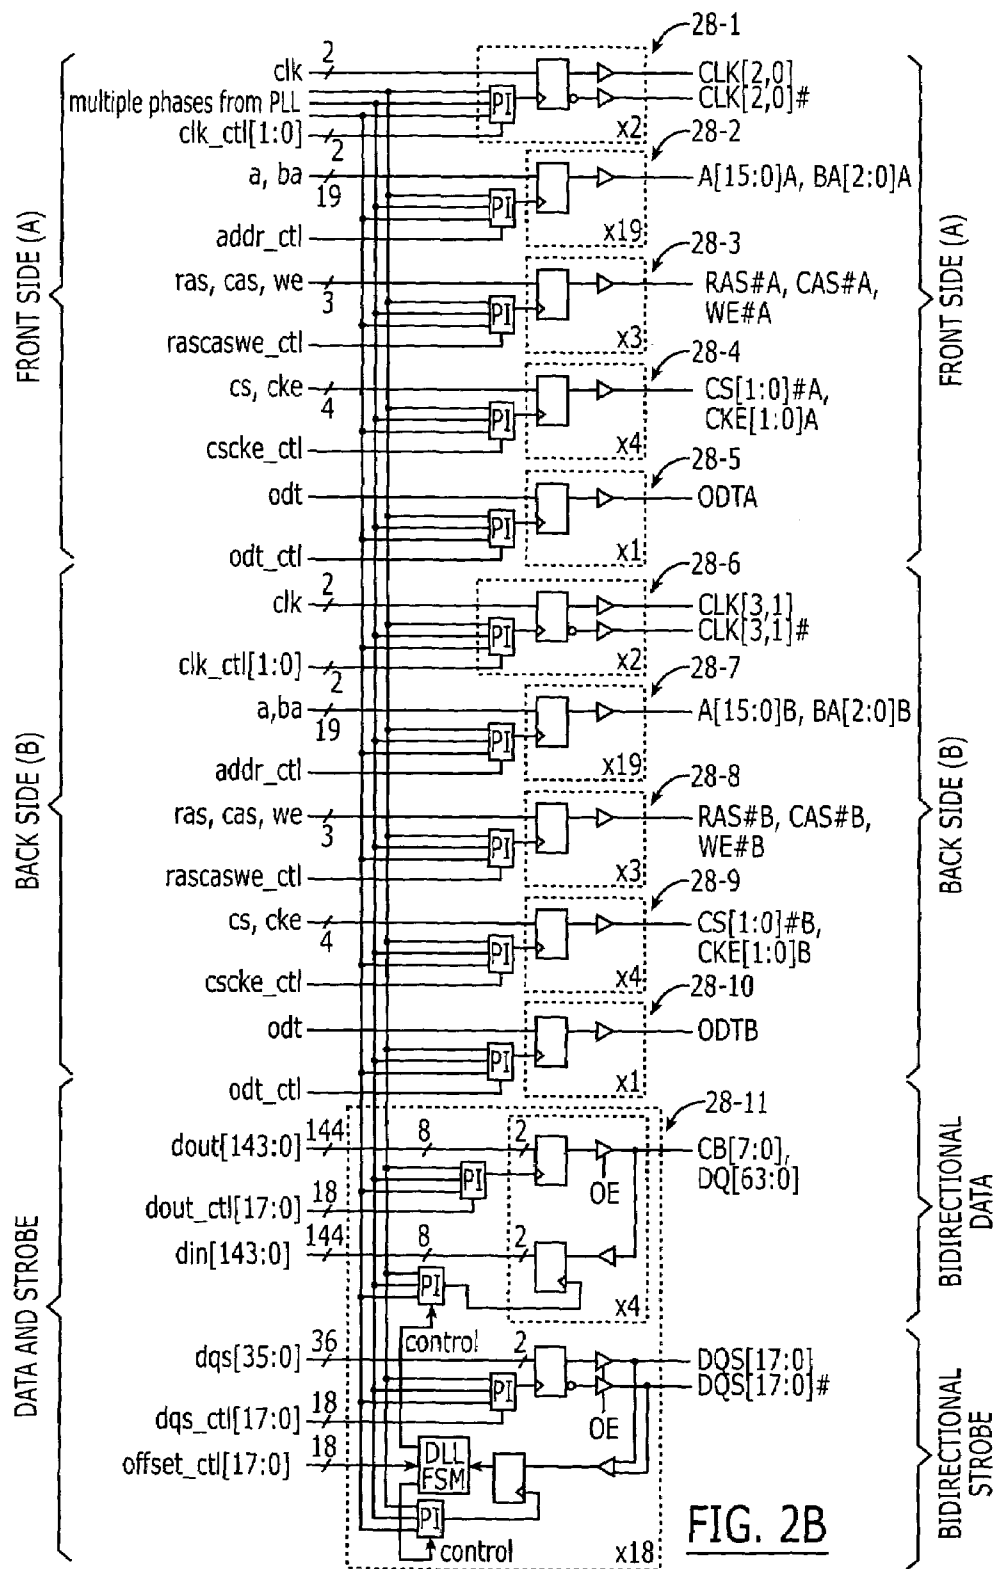 28-1
clk 2
CLK[2,0]
multiple phases from PLL
PI
CLK[2,0]#
clk_ctl[1:0] 2
x2
28-2
a, ba 19
A[15:0]A, BA[2:0]A
PI
addr_ctl
x19
28-3
ras, cas, we 3
RAS#A, CAS#A,
WE#A
PI
rascaswe_ctl
x3
28-4
cs, cke 4
CS[1:0]#A,
CKE[1:0]A
PI
cscke_ctl
x4
28-5
odt
ODTA
PI
odt_ctl
x1
FRONT SIDE (A)
FRONT SIDE (A)
28-6
clk 2
CLK[3,1]
PI
CLK[3,1]#
clk_ctl[1:0] 2
x2
28-7
a,ba 19
A[15:0]B, BA[2:0]B
PI
addr_ctl
x19
28-8
ras, cas, we 3
RAS#B, CAS#B,
WE#B
PI
rascaswe_ctl
x3
28-9
cs, cke 4
CS[1:0]#B,
CKE[1:0]B
PI
cscke_ctl
x4
28-10
odt
ODTB
PI
odt_ctl
x1
BACK SIDE (B)
BACK SIDE (B)
28-11
dout[143:0] 144 8 2
CB[7:0],
DQ[63:0]
PI
OE
dout_ctl[17:0] 18
din[143:0] 144 8 2
PI
x4
control
dqs[35:0] 36 2
DQS[17:0]
PI
DQS[17:0]#
dqs_ctl[17:0] 18
OE
offset_ctl[17:0] 18
DLL
FSM
PI
control
x18
DATA AND STROBE
BIDIRECTIONAL
DATA
BIDIRECTIONAL
STROBE
FIG. 2B